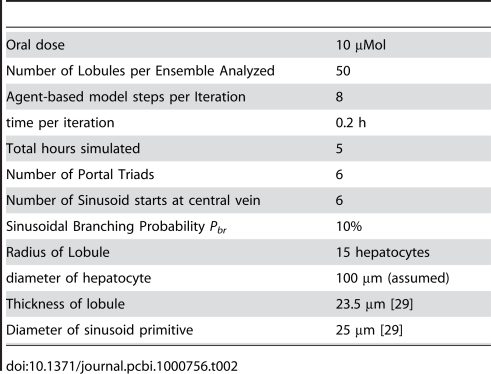 Oral dose 10 μMol
Number of Lobules per Ensemble Analyzed 50
Agent-based model steps per Iteration 8
time per iteration 0.2 h
Total hours simulated 5
Number of Portal Triads 6
Number of Sinusoid starts at central vein 6
Sinusoidal Branching Probability Pbr 10%
Radius of Lobule 15 hepatocytes
diameter of hepatocyte 100 μm (assumed)
Thickness of lobule 23.5 μm [29]
Diameter of sinusoid primitive 25 μm [29]
doi:10.1371/journal.pcbi.1000756.t002